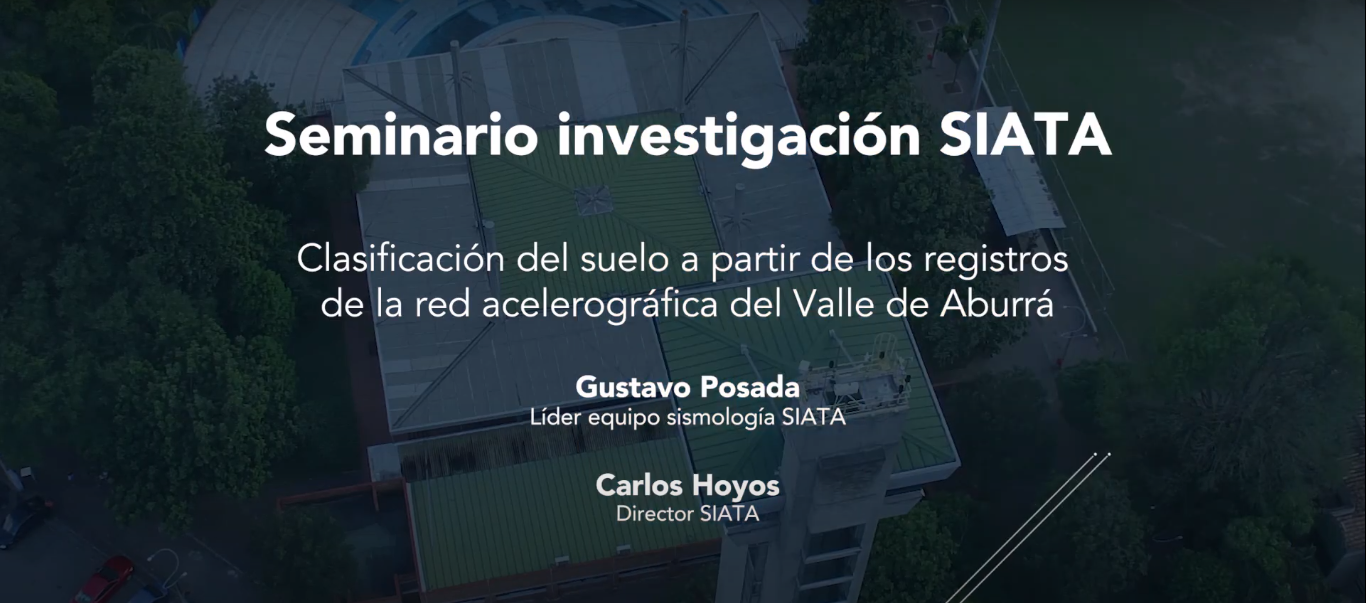 Seminario investigación SIATA
Clasificación del suelo a partir de los registros
de la red acelerográfica del Valle de Aburrá
Gustavo Posada
Líder equipo sismología SIATA
Carlos Hoyos
Director SIATA